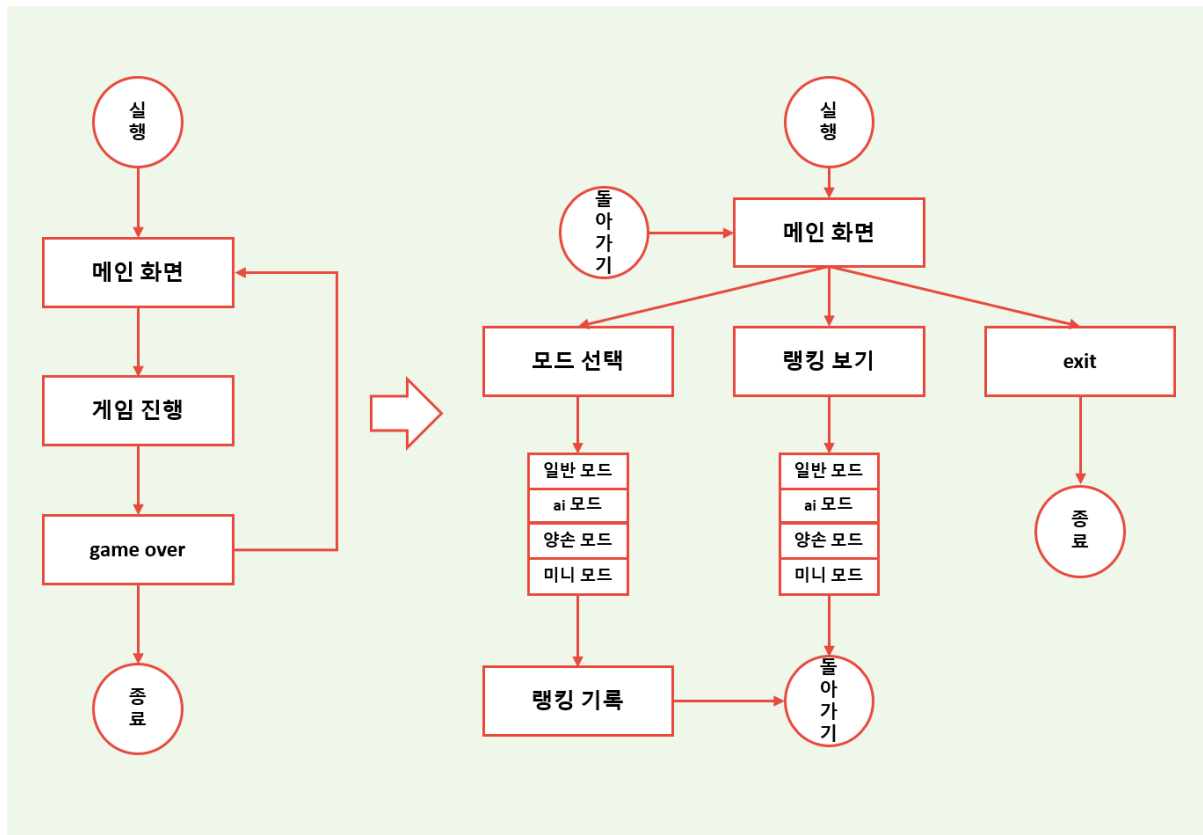 실
행
메인 화면
게임 진행
game over
종
료
실
행
돌
아
가
기
메인 화면
모드 선택
랭킹 보기
exit
일반 모드
ai 모드
양손 모드
미니 모드
일반 모드
ai 모드
양손 모드
미니 모드
종
료
랭킹 기록
돌
아
가
기